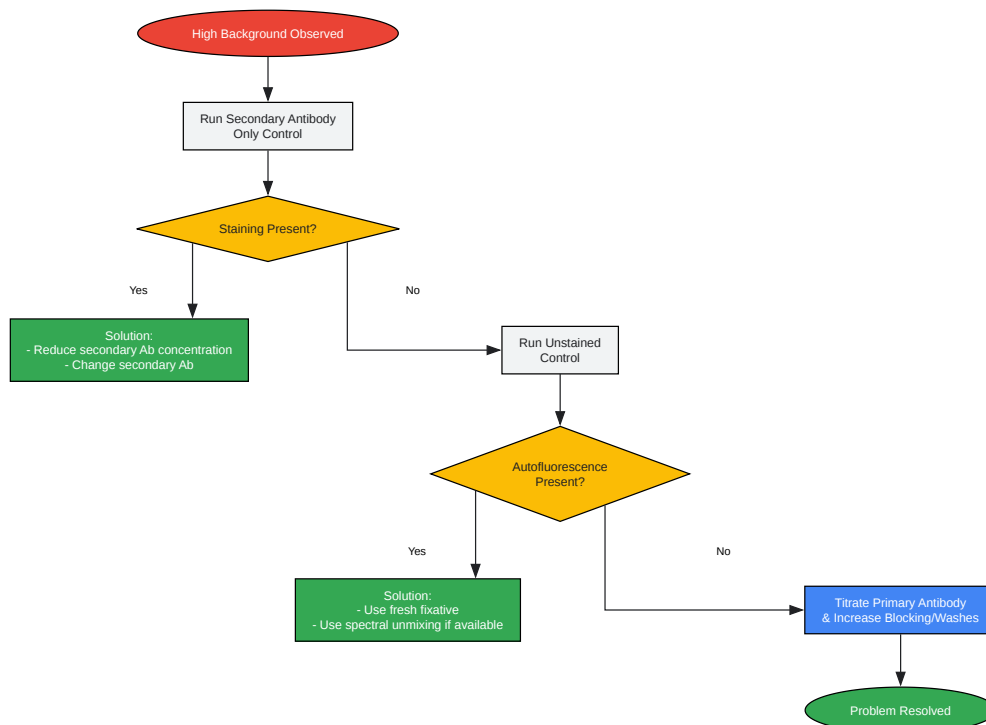 High Background Observed
Run Secondary Antibody
Only Control
Staining Present?
Yes
No
Solution:
- Reduce secondary Ab concentration
- Change secondary Ab
Run Unstained
Control
Autofluorescence
Present?
Yes
No
Solution:
- Use fresh fixative
- Use spectral unmixing if available
Titrate Primary Antibody
& Increase Blocking/Washes
Problem Resolved